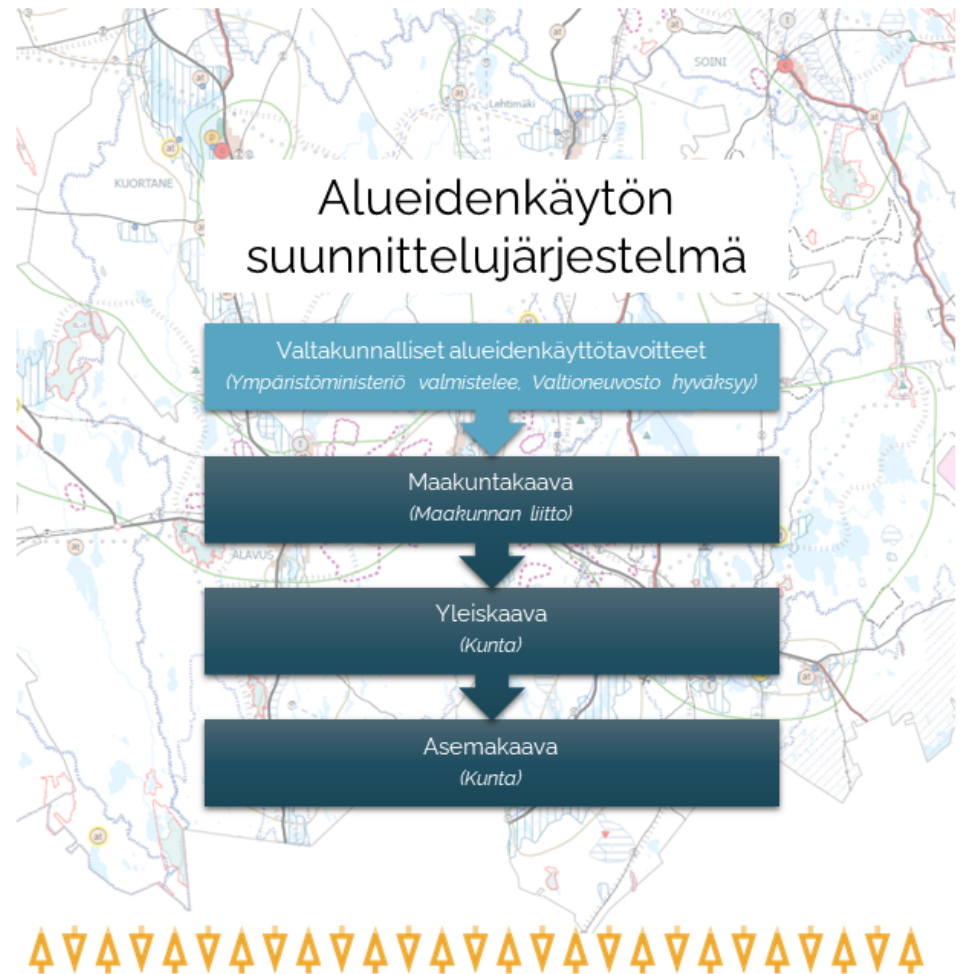 SOINI
Lehtimäki
KUORTANE
Alueidenkäytön
suunnittelujärjestelmä
Valtakunnalliset alueidenkäyttötavoitteet
(Ympäristöministeriö valmistelee, Valtioneuvosto hyväksyy)
Maakuntakaava
(Maakunnan liitto)
ALAVUS
Yleiskaava
(Kunta)
Asemakaava
(Kunta)
at